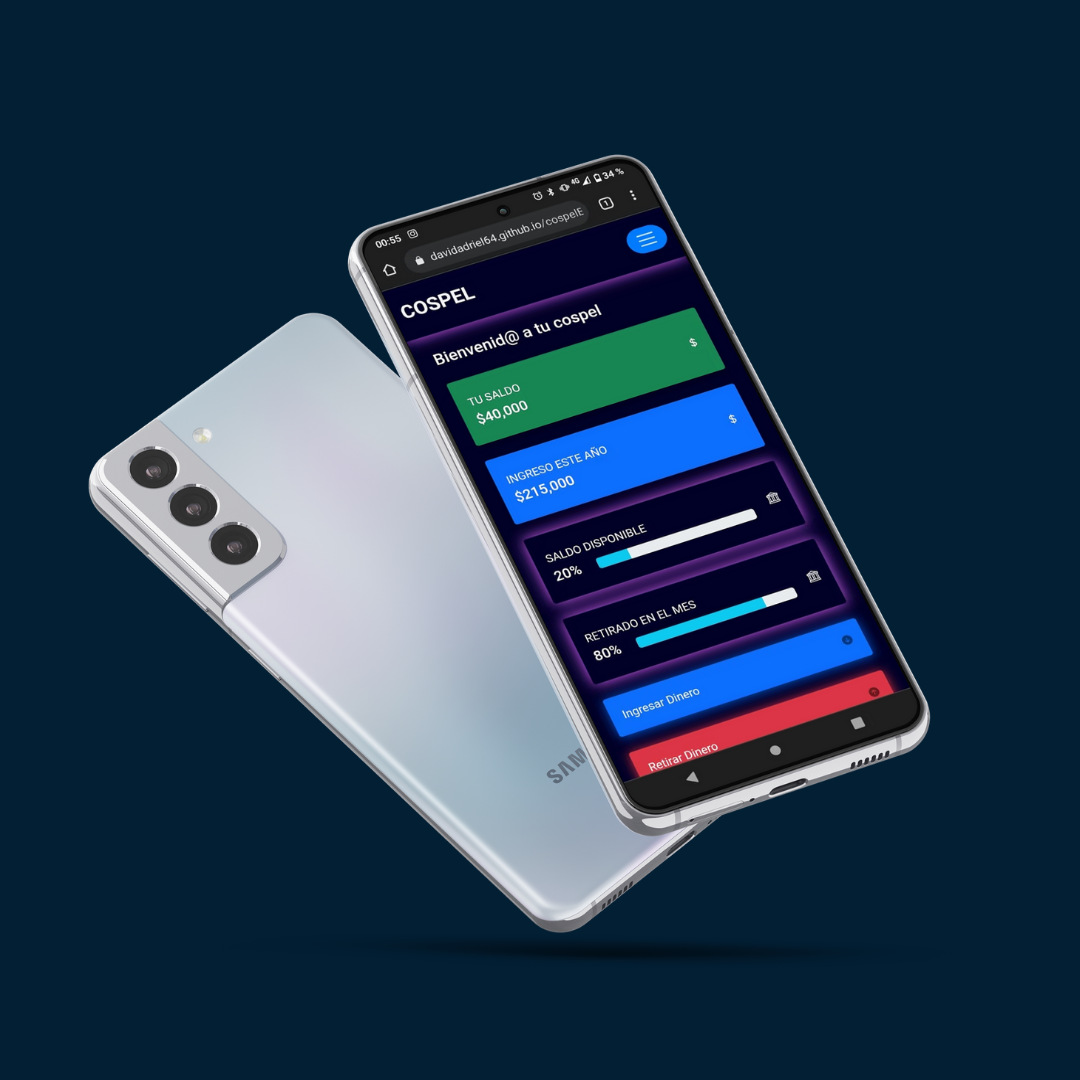 00:55
4G
34 %
davidadriel64.github.io/cospelE
1
COSPEL
Bienvenid@ a tu cospel
TU SALDO
$40,000
$
INGRESO ESTE AÑO
$215,000
$
SALDO DISPONIBLE
20%
RETIRADO EN EL MES
80%
Ingresar Dinero
Retirar Dinero
SAM